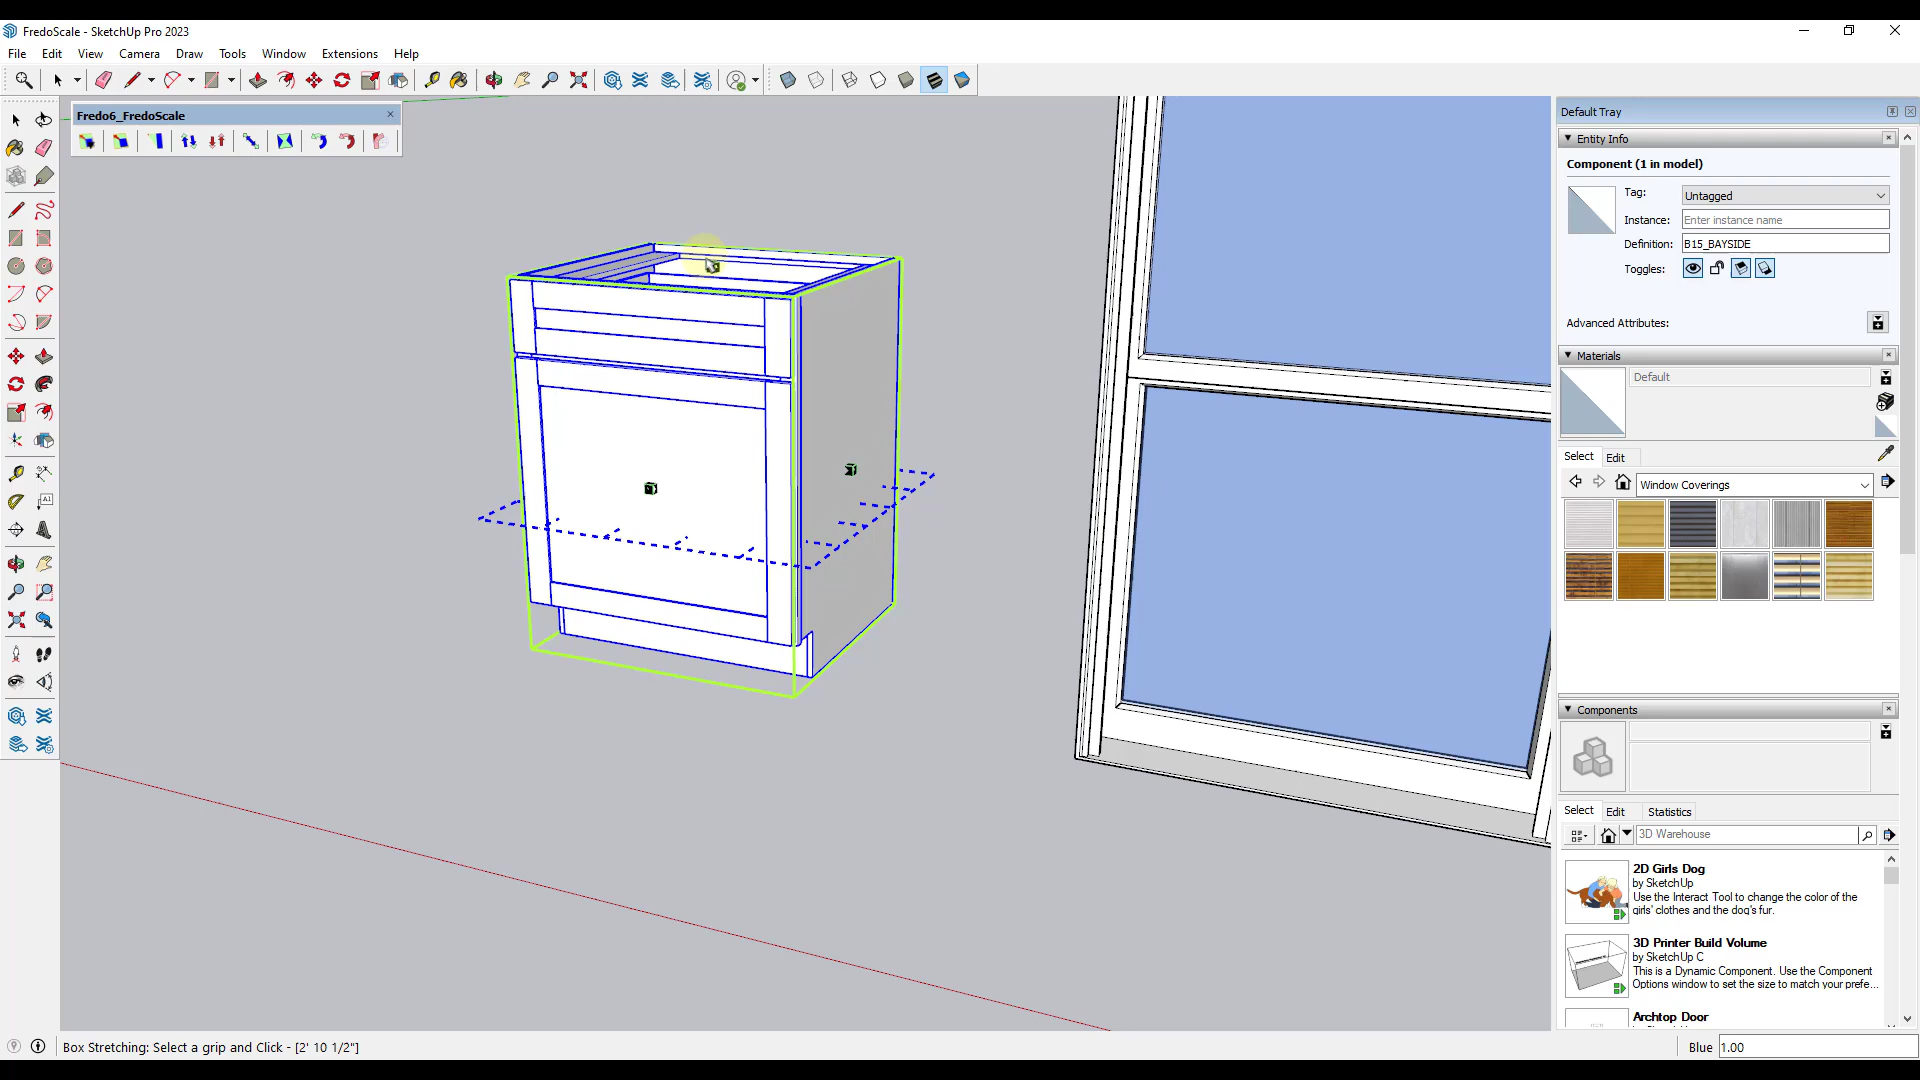 FredoScale - SketchUp Pro 2023
File Edit View Camera Draw Tools Window Extensions Help
Fredo6_FredoScale
Default Tray
Entity Info
Component (1 in model)
Tag: Untagged
Instance: Enter instance name
Definition: B15_BAYSIDE
Toggles:
Advanced Attributes:
Materials
Default
Select Edit
Window Coverings
Components
Select Edit Statistics
3D Warehouse
2D Girls Dog
by SketchUp
Use the Interact Tool to change the color of the
girls' clothes and the dog's fur.
3D Printer Build Volume
by SketchUp C
This is a Dynamic Component. Use the Component
Options window to set the size to match your prefe...
Archtop Door
Box Stretching: Select a grip and Click - [2' 10 1/2"]
Blue 1.00